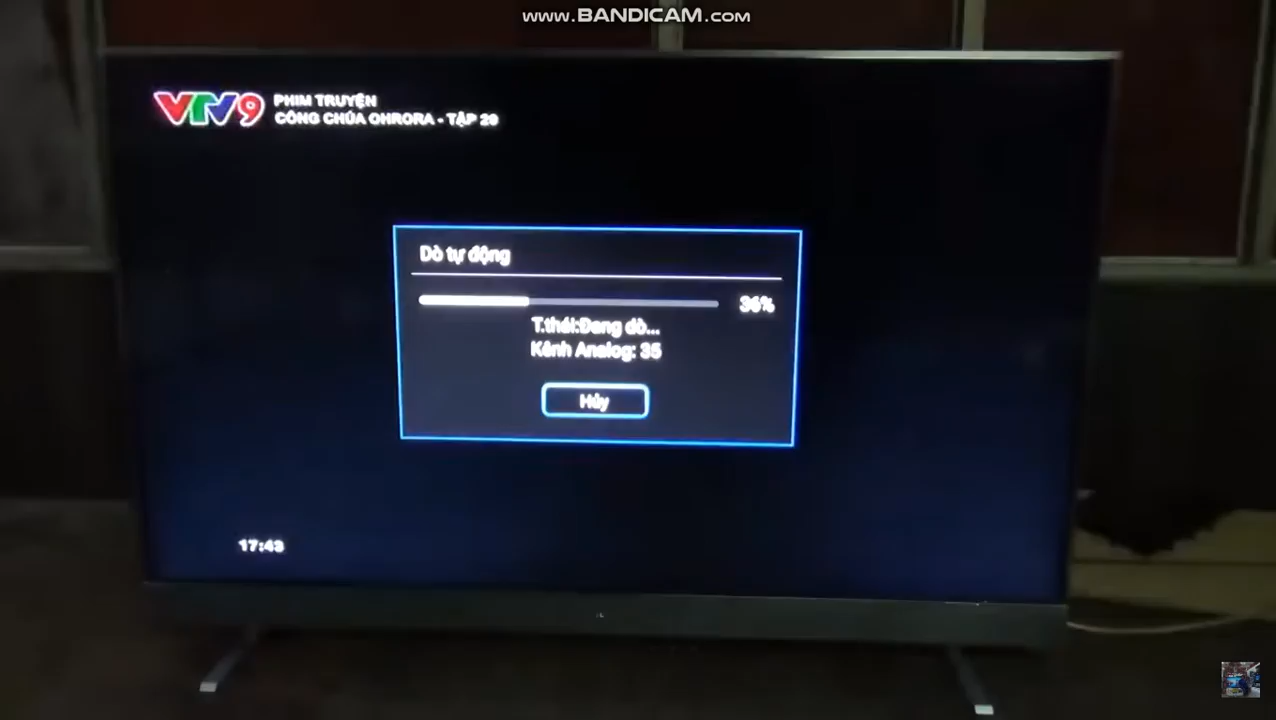 www.BANDICAM.com
VTV9
PHIM TRUYỆN
CÔNG CHÚA OHRORA - TẬP 29
Dò tự động
36%
T.thái:Đang dò...
Kênh Analog: 35
Hủy
17:43